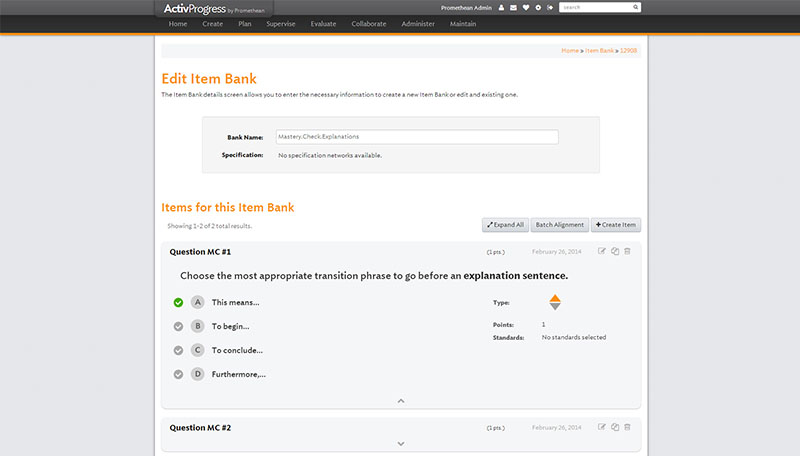 ActivProgress by Promethean
Promethean Admin
search
Home Create Plan Supervise Evaluate Collaborate Administer Maintain
Home » Item Bank » 12908
Edit Item Bank
The Item Bank details screen allows you to enter the necessary information to create a new Item Bank or edit and existing one.
Bank Name: Mastery.Check.Explanations
Specification: No specification networks available.
Items for this Item Bank
Showing 1-2 of 2 total results.
Expand All Batch Alignment Create Item
Question MC #1 (1 pts.) February 26, 2014
Choose the most appropriate transition phrase to go before an explanation sentence.
A This means... Type:
B To begin... Points: 1
C To conclude... Standards: No standards selected
D Furthermore,...
Question MC #2 (1 pts.) February 26, 2014